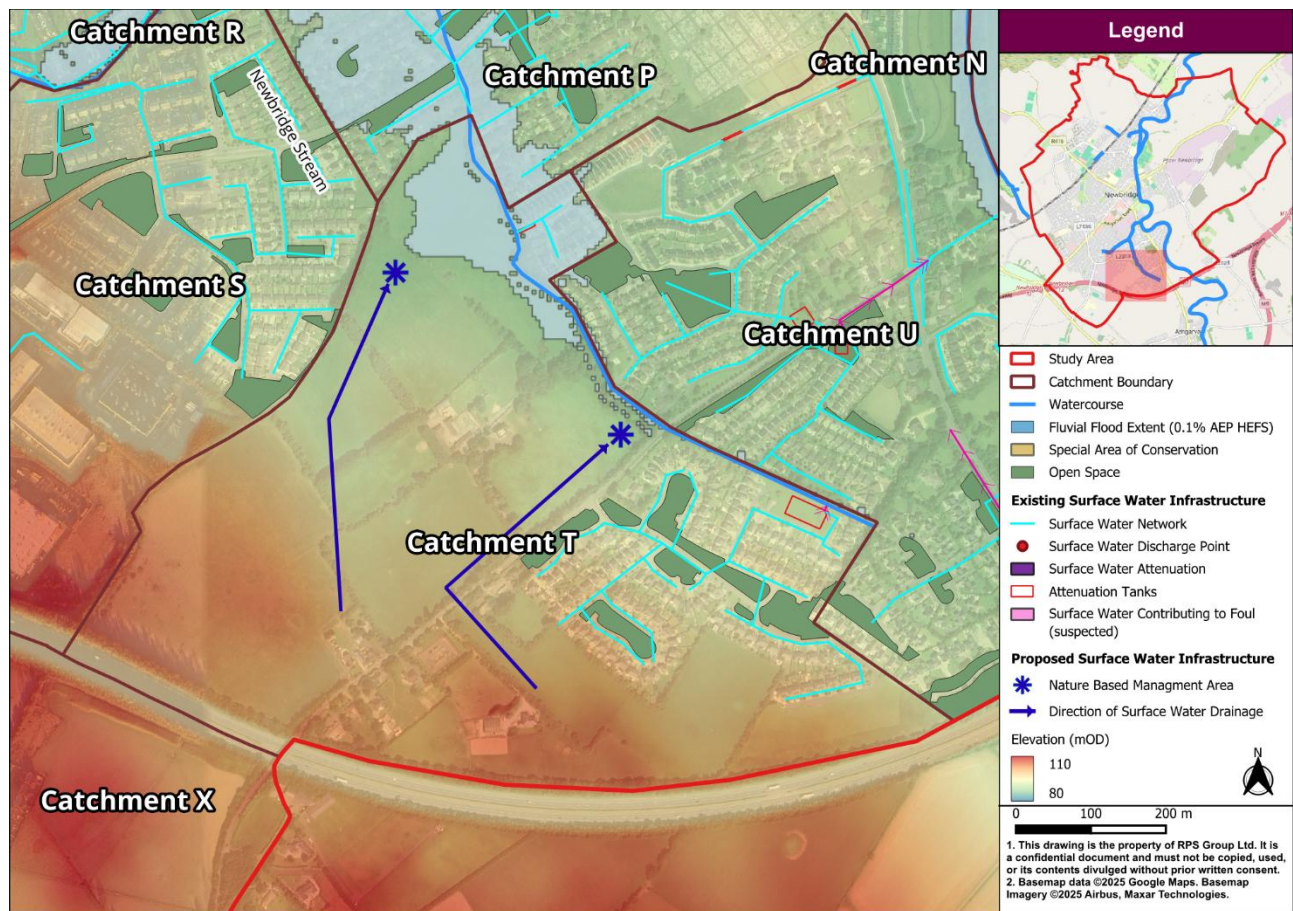 Catchment R
Newbridge Stream
Catchment P
Catchment N
Catchment S
Catchment U
Catchment T
Catchment X
Legend
Newbridge
Study Area
Catchment Boundary
Watercourse
Fluvial Flood Extent (0.1% AEP HEFS)
Special Area of Conservation
Open Space
Existing Surface Water Infrastructure
Surface Water Network
Surface Water Discharge Point
Surface Water Attenuation
Attenuation Tanks
Surface Water Contributing to Foul
(suspected)
Proposed Surface Water Infrastructure
Nature Based Managment Area
Direction of Surface Water Drainage
Elevation (mOD)
110
80
N
0 100 200 m
1. This drawing is the property of RPS Group Ltd. It is
a confidential document and must not be copied, used,
or its contents divulged without prior written consent.
2. Basemap data ©2025 Google Maps. Basemap
Imagery ©2025 Airbus, Maxar Technologies.